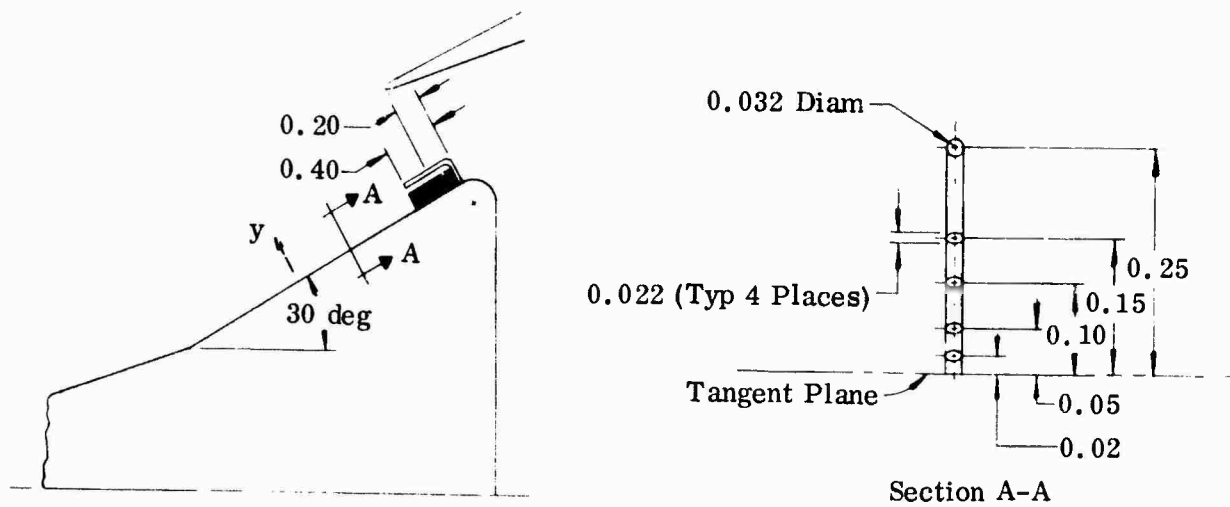 0.20
0.40
A
A
y
30 deg
0.032 Diam
0.022 (Typ 4 Places)
0.25
0.15
0.10
Tangent Plane
0.05
0.02
Section A-A